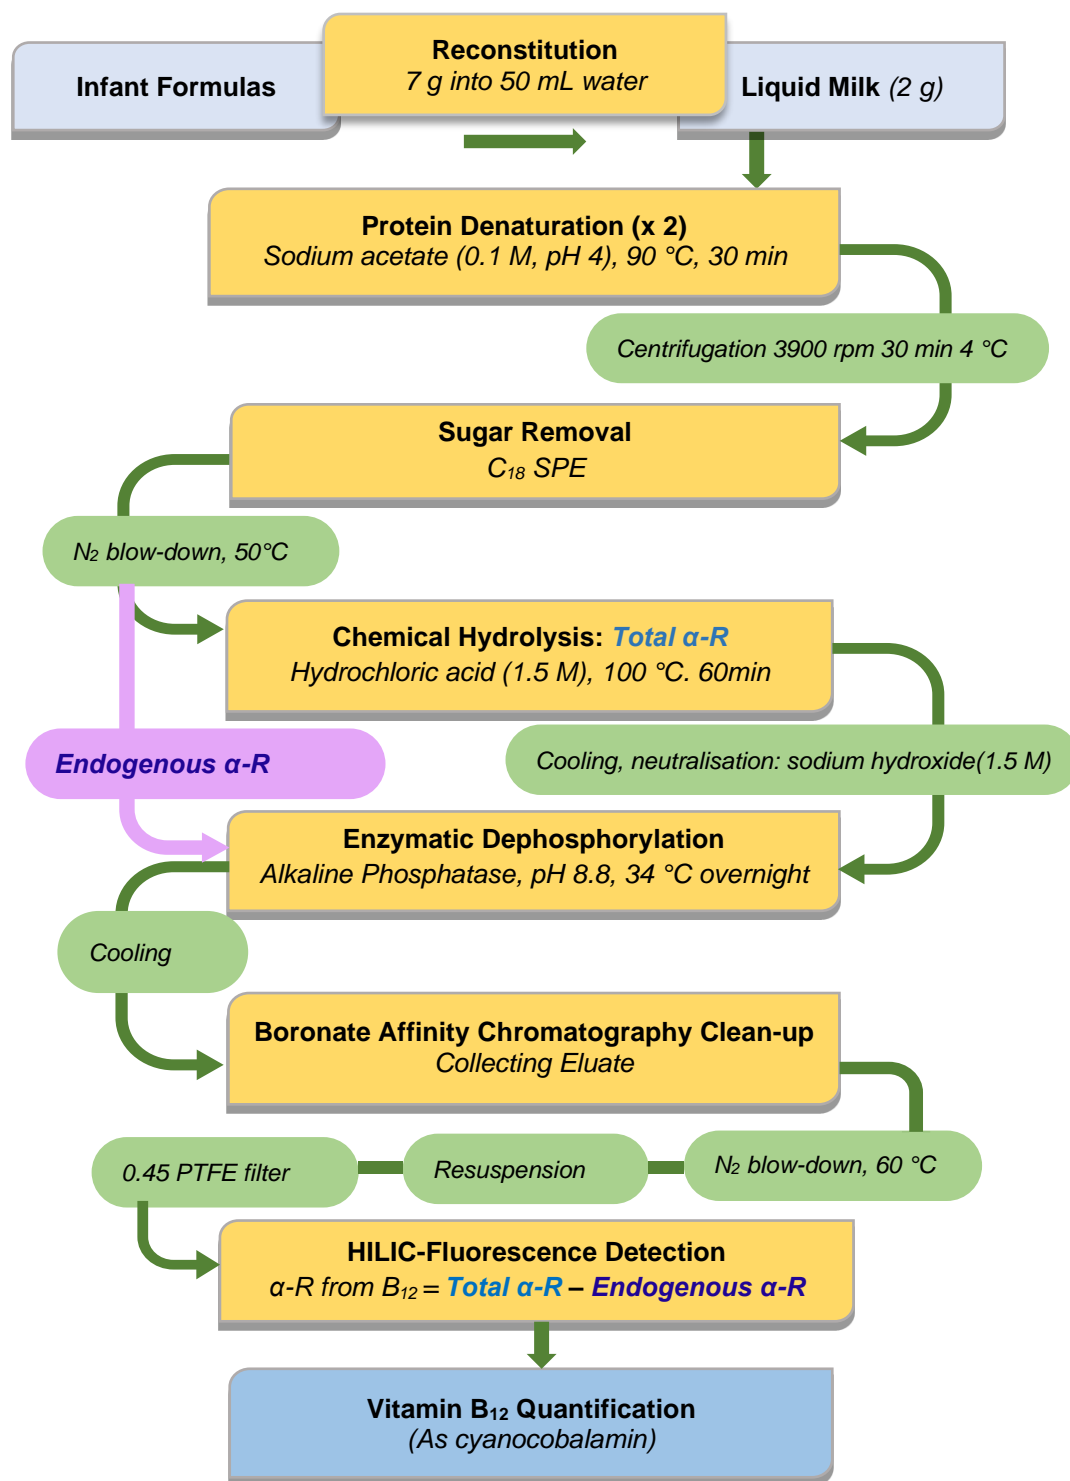 Reconstitution
7 g into 50 mL water
Infant Formulas
Liquid Milk (2 g)
Protein Denaturation (x 2)
Sodium acetate (0.1 M, pH 4), 90 °C, 30 min
Centrifugation 3900 rpm 30 min 4 °C
Sugar Removal
C18 SPE
N2 blow-down, 50°C
Chemical Hydrolysis: Total α-R
Hydrochloric acid (1.5 M), 100 °C. 60min
Endogenous α-R
Cooling, neutralisation: sodium hydroxide(1.5 M)
Enzymatic Dephosphorylation
Alkaline Phosphatase, pH 8.8, 34 °C overnight
Cooling
Boronate Affinity Chromatography Clean-up
Collecting Eluate
0.45 PTFE filter
Resuspension
N2 blow-down, 60 °C
HILIC-Fluorescence Detection
α-R from B12 = Total α-R – Endogenous α-R
Vitamin B12 Quantification
(As cyanocobalamin)